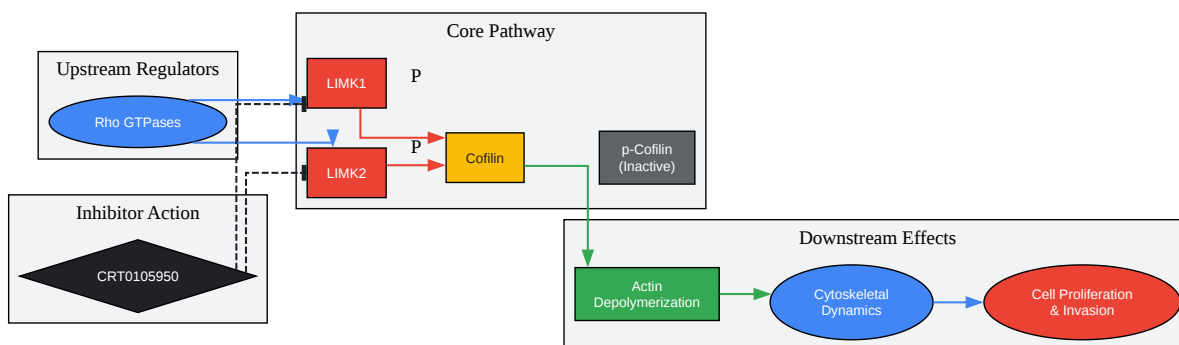 Core Pathway
Upstream Regulators
LIMK1
P
Rho GTPases
P
LIMK2
Cofilin
p-Cofilin
(Inactive)
Inhibitor Action
CRT0105950
Downstream Effects
Actin
Depolymerization
Cytoskeletal
Dynamics
Cell Proliferation
& Invasion